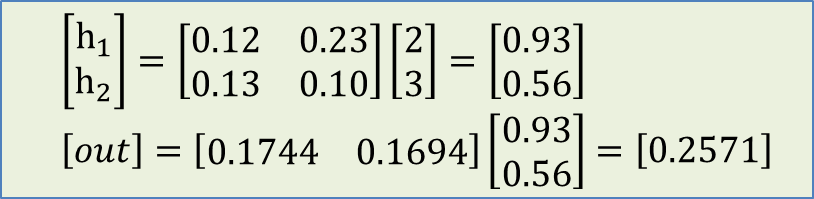 [h₁ h₂] = [0.12 0.23 0.13 0.10] [2 3] = [0.93 0.56]
[out] = [0.1744 0.1694] [0.93 0.56] = [0.2571]